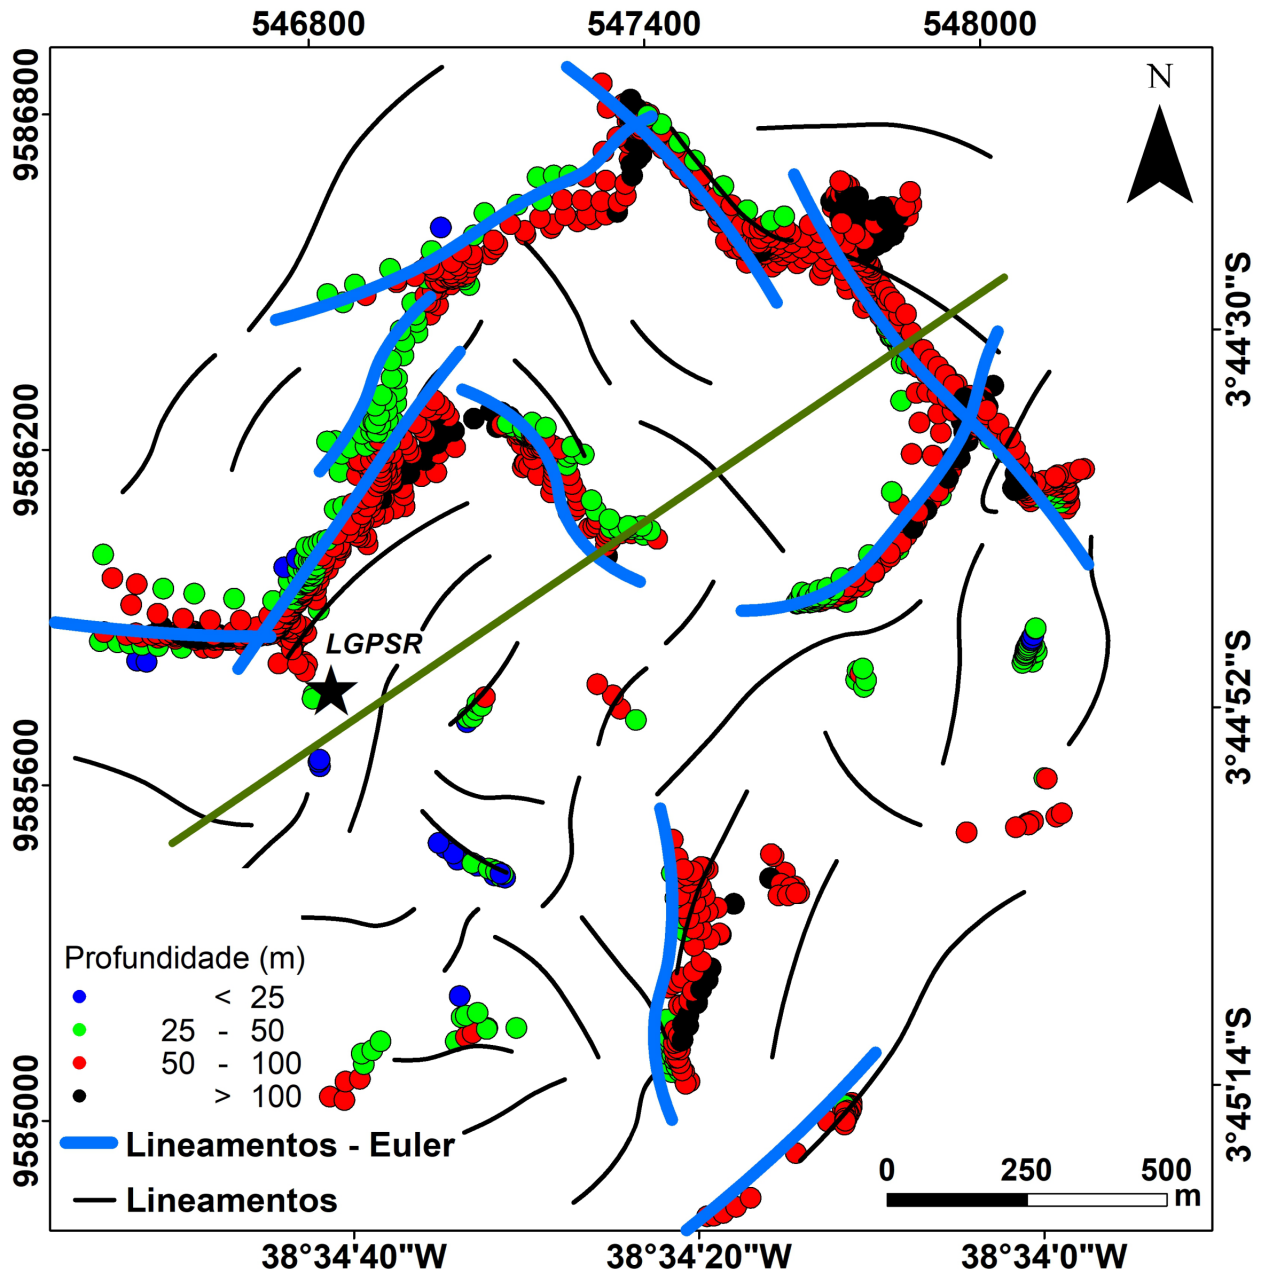 546800 547400 548000
N
9586800
9586200
9585600
9585000
3°44'30"S
3°44'52"S
3°45'14"S
LGPSR
Profundidade (m)
< 25
25 - 50
50 - 100
> 100
Lineamentos - Euler
Lineamentos
0 250 500
m
38°34'40"W 38°34'20"W 38°34'0"W